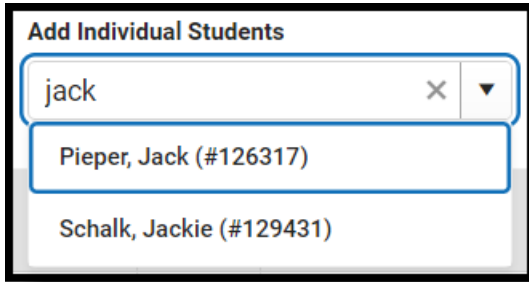 Add Individual Students
jack
Pieper, Jack (#126317)
Schalk, Jackie (#129431)